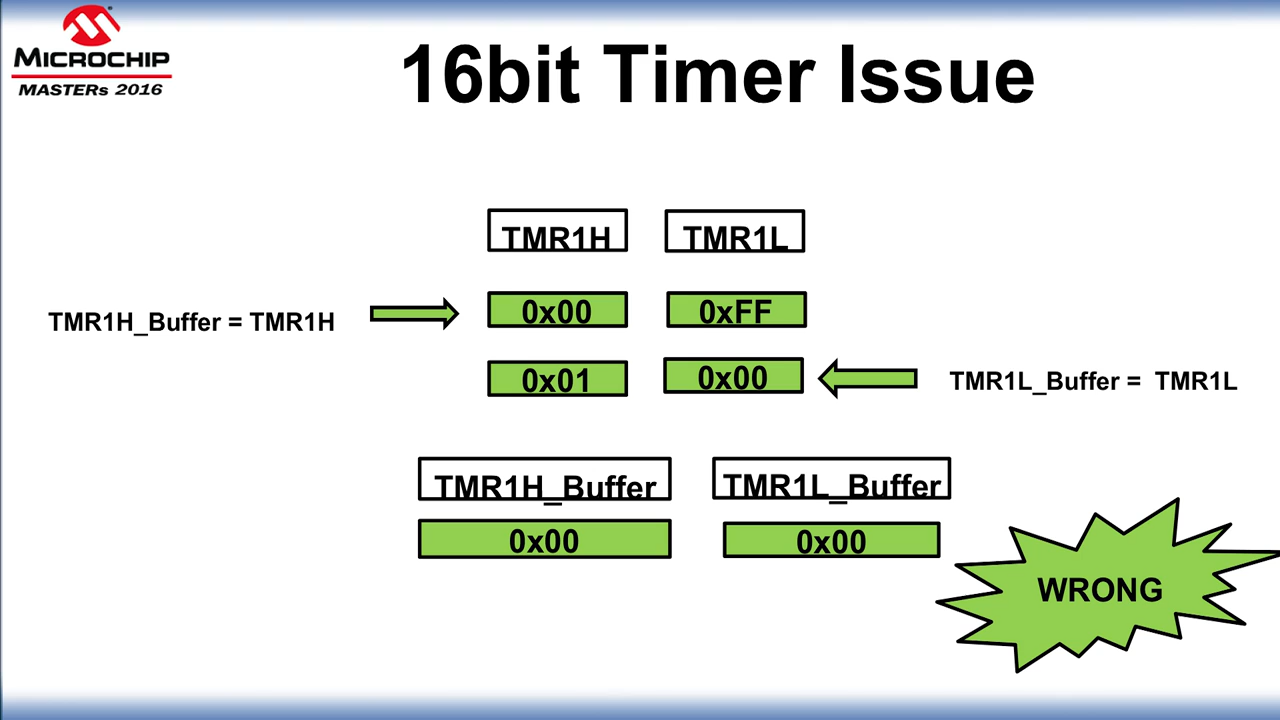 MICROCHIP
MASTERs 2016
16bit Timer Issue
TMR1H TMR1L
TMR1H_Buffer = TMR1H
0x00 0xFF
0x01 0x00
TMR1L_Buffer = TMR1L
TMR1H_Buffer TMR1L_Buffer
0x00 0x00
WRONG